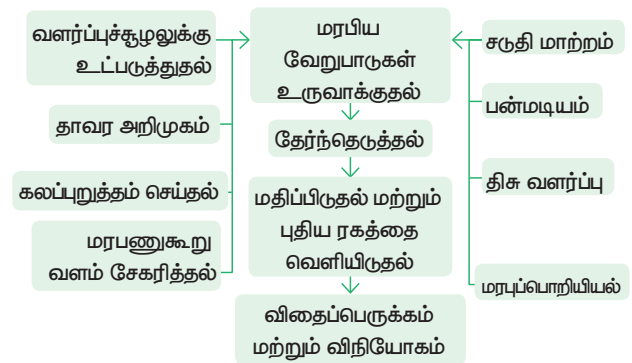 வளர்ப்புச்சூழலுக்கு
உட்படுத்துதல்
தாவர அறிமுகம்
கலப்புறுத்தம் செய்தல்
மரபணுகூறு
வளம் சேகரித்தல்
மரபிய
வேறுபாடுகள்
உருவாக்குதல்
தேர்ந்தெடுத்தல்
மதிப்பிடுதல் மற்றும்
புதிய ரகத்தை
வெளியிடுதல்
விதைப்பெருக்கம்
மற்றும் விநியோகம்
சடுதி மாற்றம்
பன்மடியம்
திசு வளர்ப்பு
மரபுப்பொறியியல்